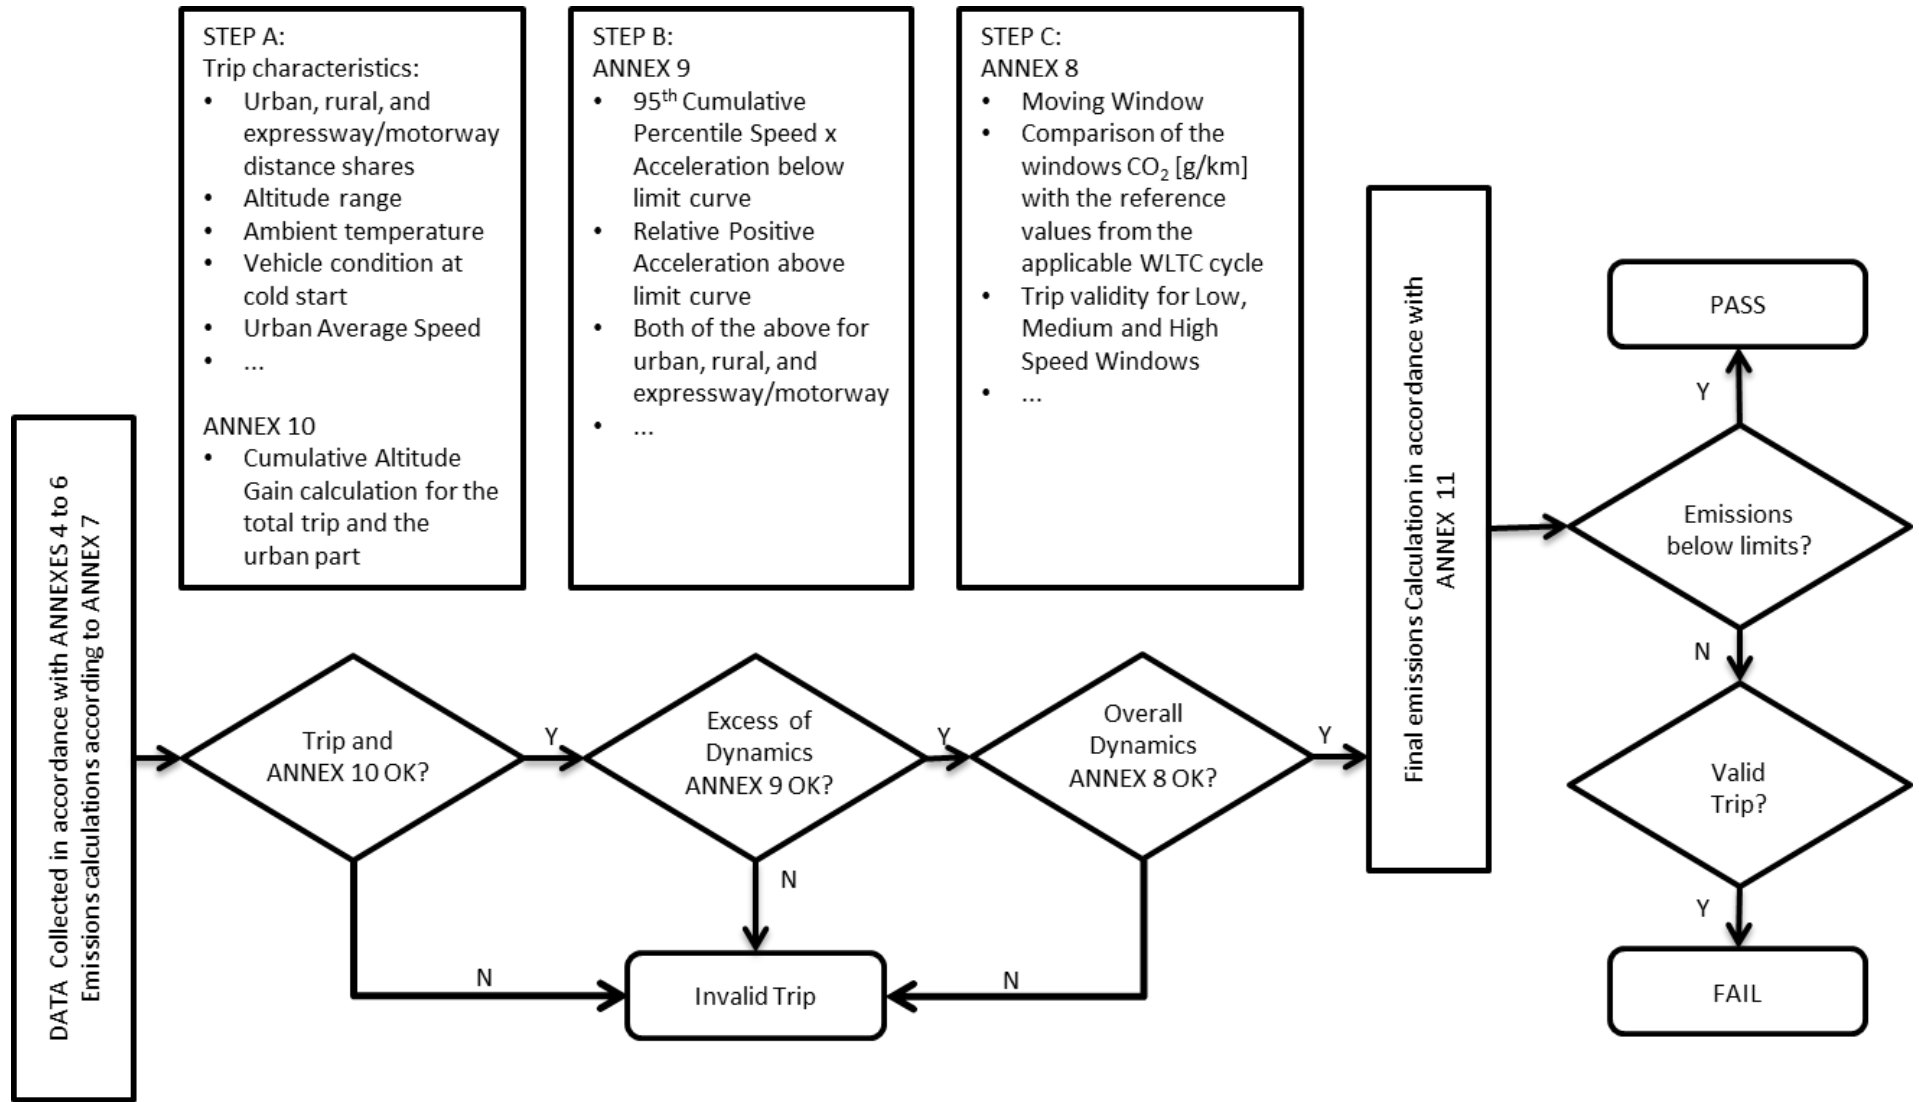 STEP A:
Trip characteristics:
• Urban, rural, and
expressway/motorway
distance shares
• Altitude range
• Ambient temperature
• Vehicle condition at
cold start
• Urban Average Speed
• ...
ANNEX 10
• Cumulative Altitude
Gain calculation for the
total trip and the
urban part
STEP B:
ANNEX 9
• 95th Cumulative
Percentile Speed x
Acceleration below
limit curve
• Relative Positive
Acceleration above
limit curve
• Both of the above for
urban, rural, and
expressway/motorway
• ...
STEP C:
ANNEX 8
• Moving Window
• Comparison of the
windows CO2 [g/km]
with the reference
values from the
applicable WLTC cycle
• Trip validity for Low,
Medium and High
Speed Windows
• ...
DATA Collected in accordance with ANNEXES 4 to 6
Emissions calculations according to ANNEX 7
Trip and
ANNEX 10 OK?
Y
N
Excess of
Dynamics
ANNEX 9 OK?
Y
N
Overall
Dynamics
ANNEX 8 OK?
Y
N
Invalid Trip
Final emissions Calculation in accordance with
ANNEX 11
PASS
Y
Emissions
below limits?
N
Valid
Trip?
Y
FAIL